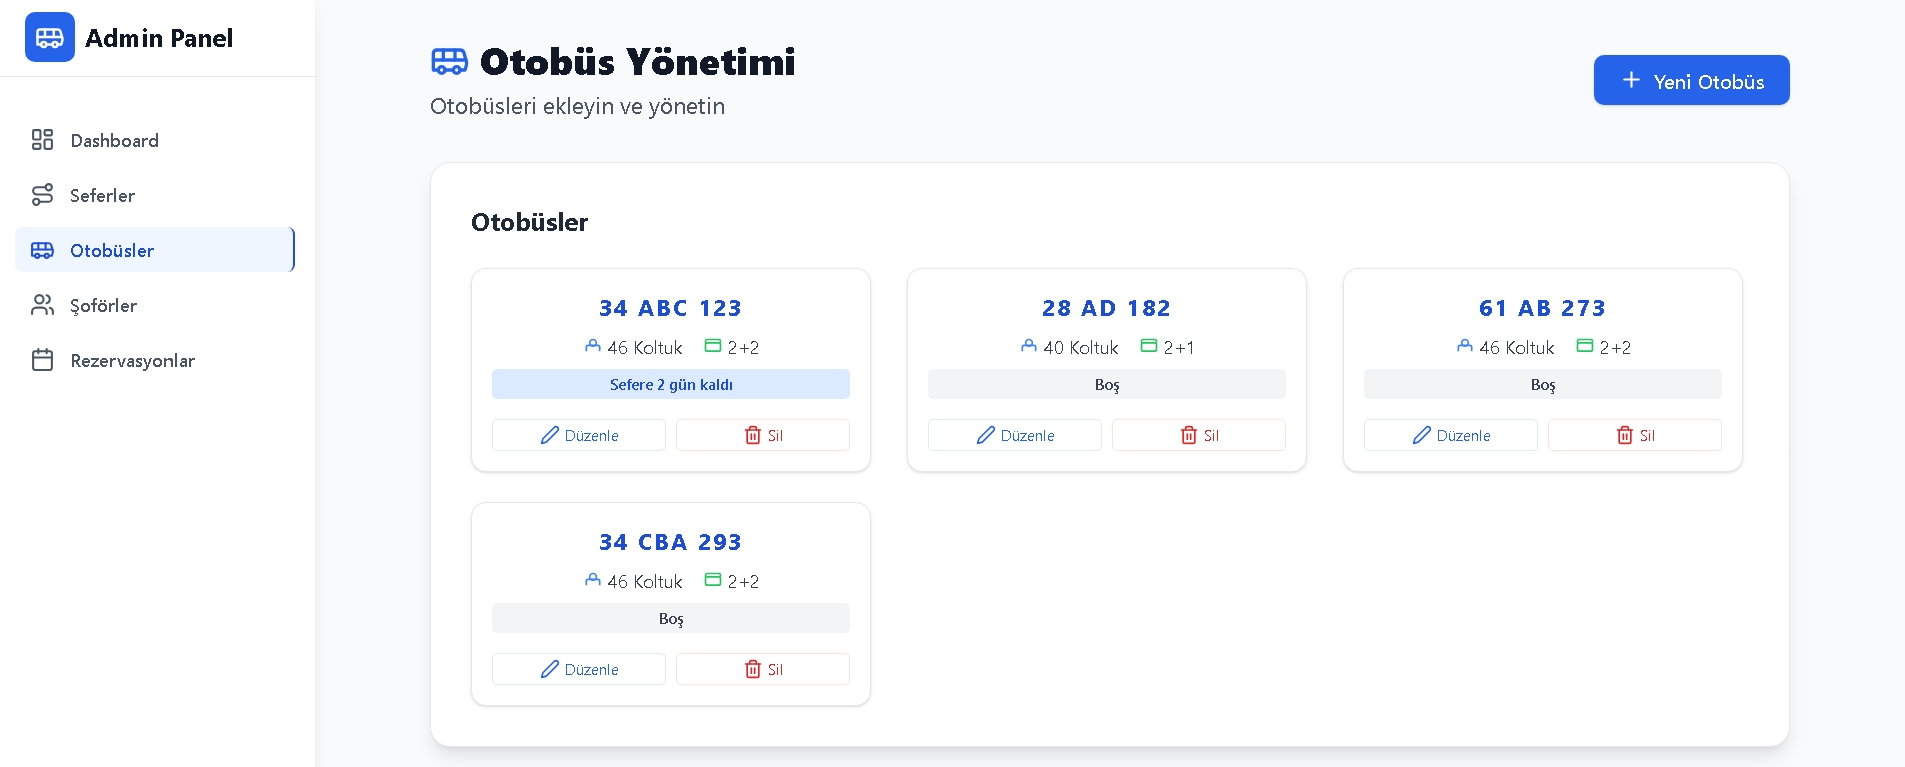 Admin Panel
Dashboard
Seferler
Otobüsler
Şoförler
Rezervasyonlar
Otobüs Yönetimi
Otobüsleri ekleyin ve yönetin
+ Yeni Otobüs
Otobüsler
34 ABC 123
46 Koltuk 2+2
Sefere 2 gün kaldı
Düzenle Sil
28 AD 182
40 Koltuk 2+1
Boş
Düzenle Sil
61 AB 273
46 Koltuk 2+2
Boş
Düzenle Sil
34 CBA 293
46 Koltuk 2+2
Boş
Düzenle Sil